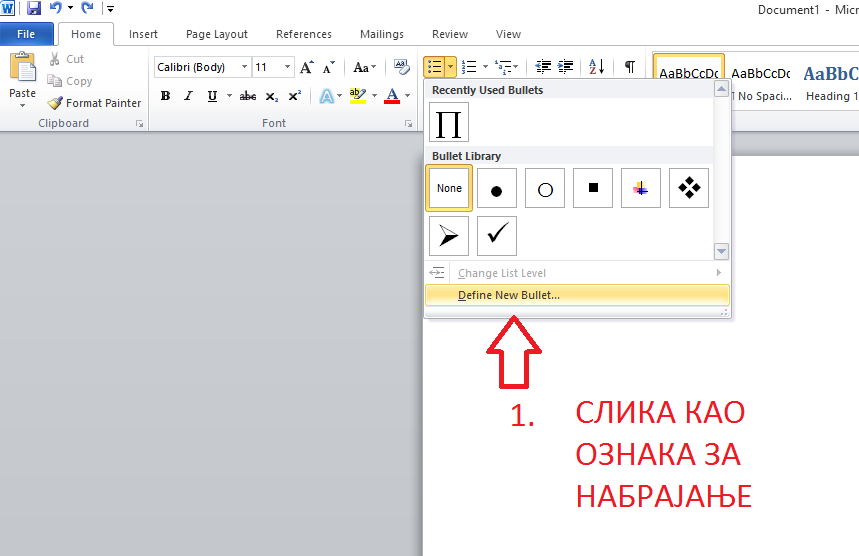 W
Document1 - Micr
File Home Insert Page Layout References Mailings Review View
Paste
Cut
Copy
Format Painter
Clipboard
Calibri (Body) 11 A A Aa
B I U abc x₂ x² A ab A
Font
AaBbCcDc AaBbCcDc AaBbCc
No Spaci... Heading 1
Recently Used Bullets
∏
Bullet Library
None
Change List Level
Define New Bullet...
1. СЛИКА КАО
ОЗНАКА ЗА
НАБРАЈАЊЕ